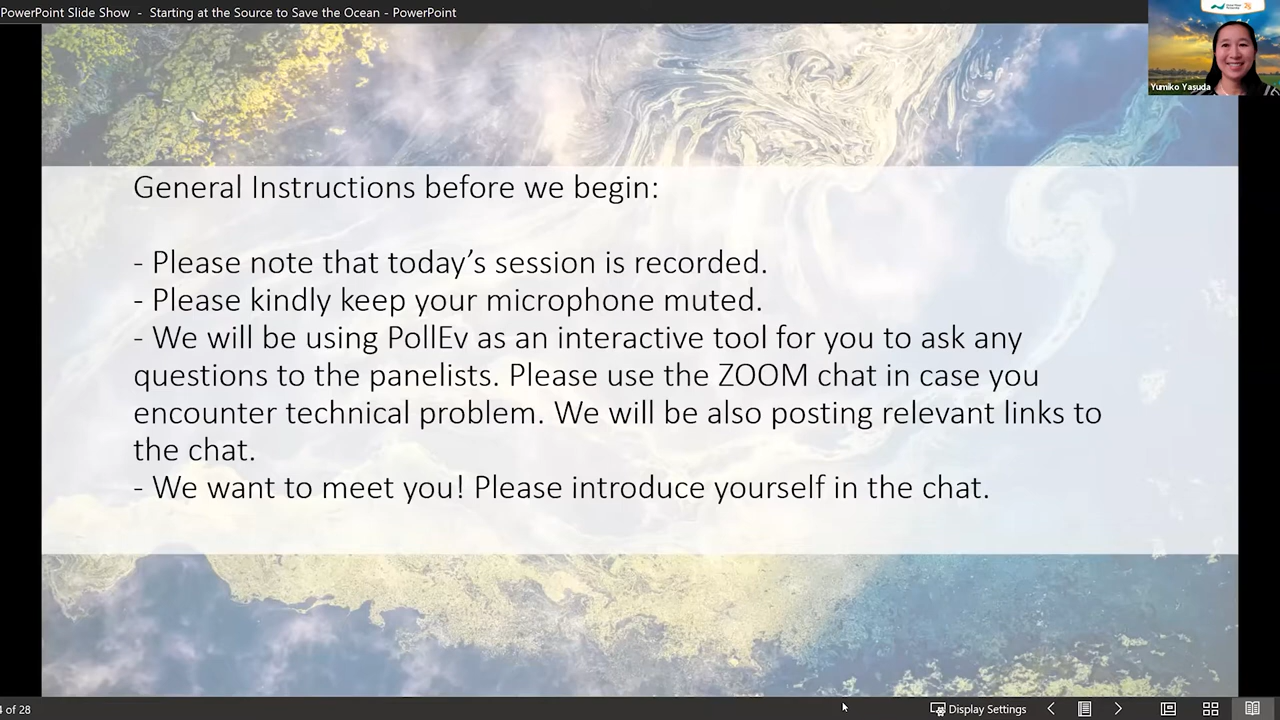 PowerPoint Slide Show - Starting at the Source to Save the Ocean - PowerPoint
Yumiko Yasuda
General Instructions before we begin:
- Please note that today's session is recorded.
- Please kindly keep your microphone muted.
- We will be using PollEv as an interactive tool for you to ask any
questions to the panelists. Please use the ZOOM chat in case you
encounter technical problem. We will be also posting relevant links to
the chat.
- We want to meet you! Please introduce yourself in the chat.
of 28
Display Settings